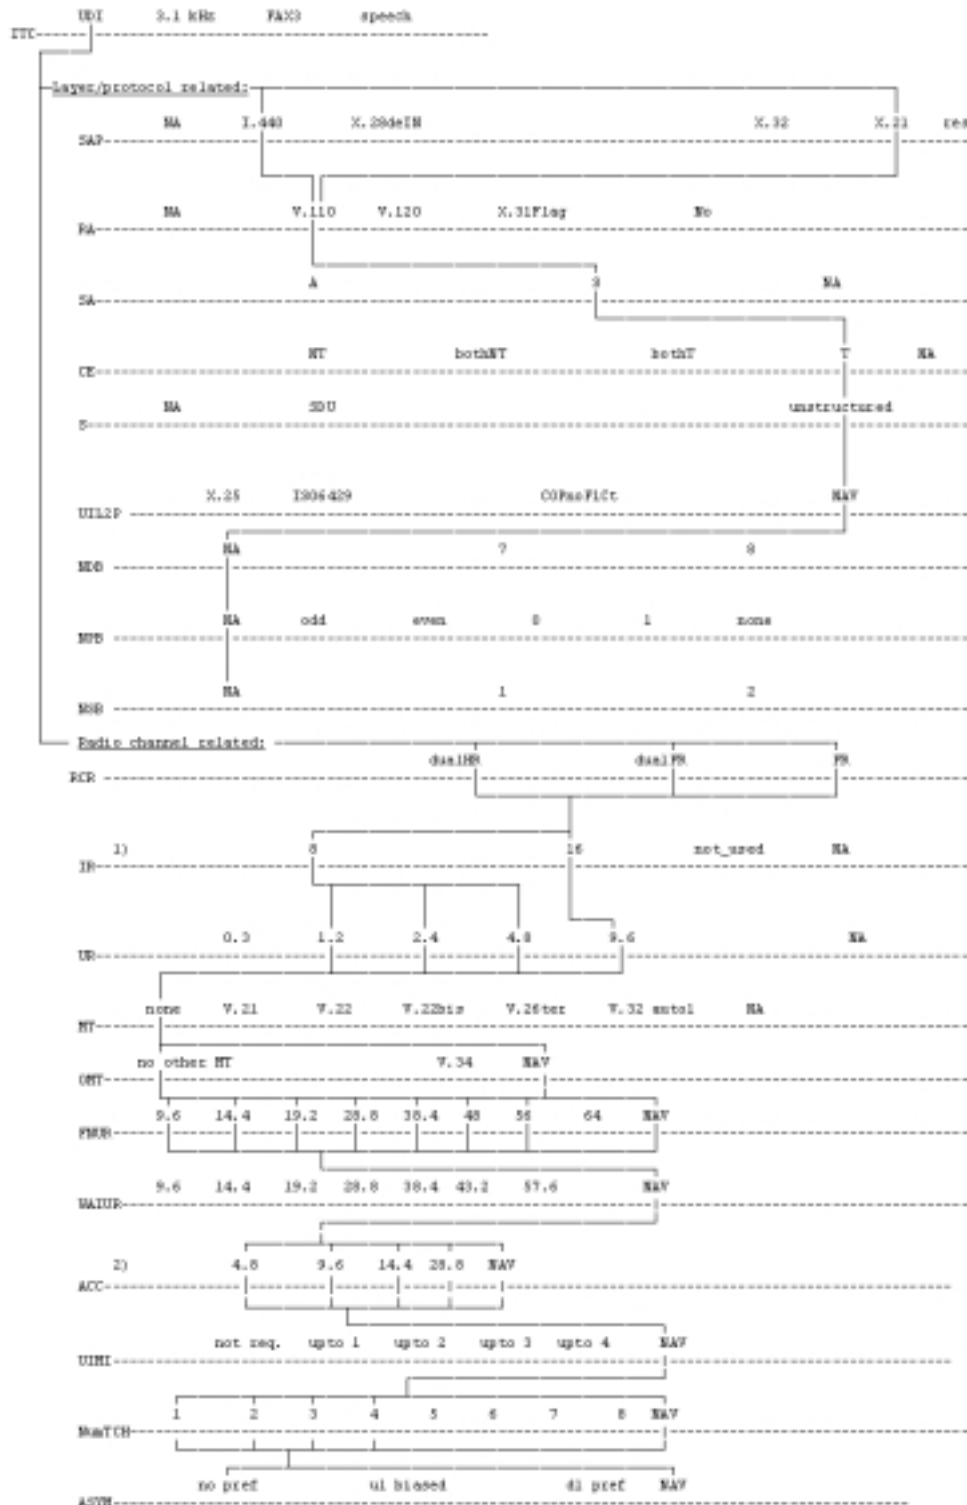 UDI 3.1 kHz FAX3 speech
ITC
Layer/protocol related:
NA I.440 X.28deIN X.32 X.21 res
SAP
NA V.110 V.120 X.31Flag No
RA
A S NA
SA
NT bothNT bothT T NA
CE
NA SDU unstructured
S
X.25 ISO6429 COPnoFlCt NAV
UIL2P
NA 7 8
NDB
NA odd even 0 1 none
NPB
NA 1 2
NSB
Radio channel related:
dualHR dualFR FR
RCR
1) 8 16 not_used NA
IR
0.3 1.2 2.4 4.8 9.6 NA
UR
none V.21 V.22 V.22bis V.26ter V.32 auto1 NA
MT
no other MT V.34 NAV
OMT
9.6 14.4 19.2 28.8 38.4 48 56 64 NAV
FNUR
9.6 14.4 19.2 28.8 38.4 43.2 57.6 NAV
WAIUR
2) 4.8 9.6 14.4 28.8 NAV
ACC
not req. upto 1 upto 2 upto 3 upto 4 NAV
UIMI
1 2 3 4 5 6 7 8 NAV
NumTCH
no pref ul biased dl pref NAV
ASYM